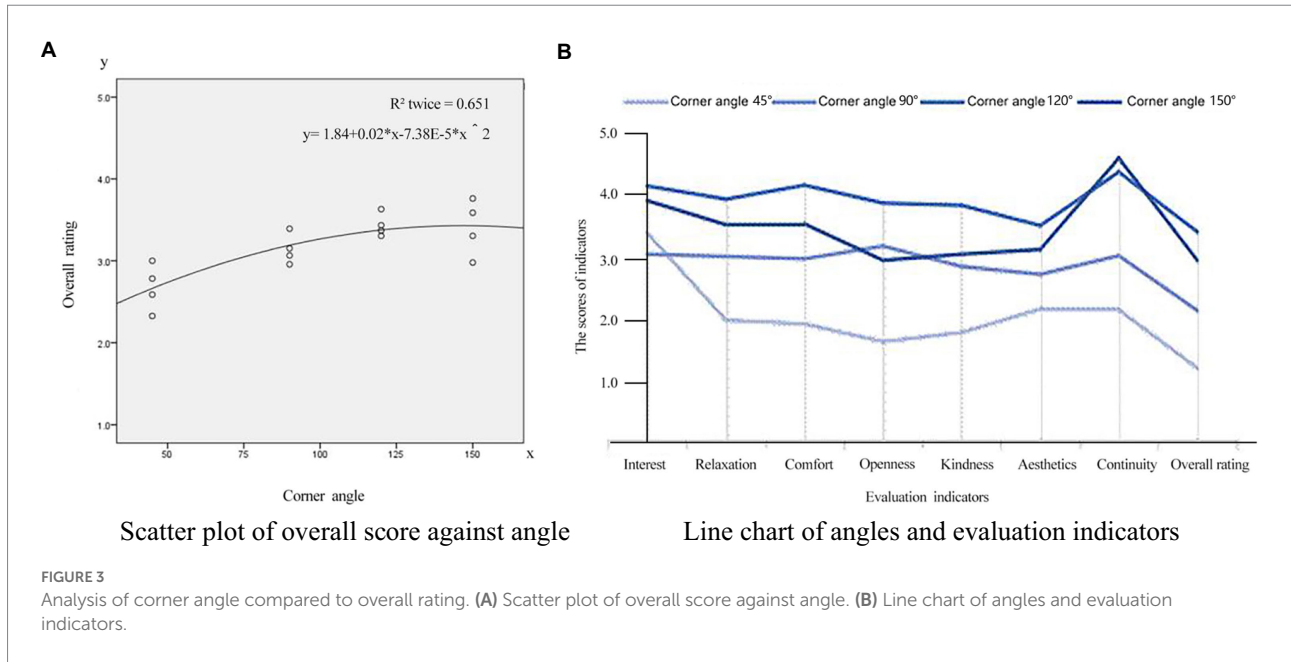 A
y
5.0
4.0
3.0
2.0
1.0
Overall rating
R² twice = 0.651
y= 1.84+0.02*x-7.38E-5*x ^ 2
50
75
100
125
150
x
Corner angle
Scatter plot of overall score against angle
B
Corner angle 45°
Corner angle 90°
Corner angle 120°
Corner angle 150°
5.0
4.0
3.0
2.0
1.0
0.0
The scores of indicators
Interest
Relaxation
Comfort
Openness
Kindness
Aesthetics
Continuity
Overall rating
Evaluation indicators
Line chart of angles and evaluation indicators
FIGURE 3
Analysis of corner angle compared to overall rating. (A) Scatter plot of overall score against angle. (B) Line chart of angles and evaluation
indicators.